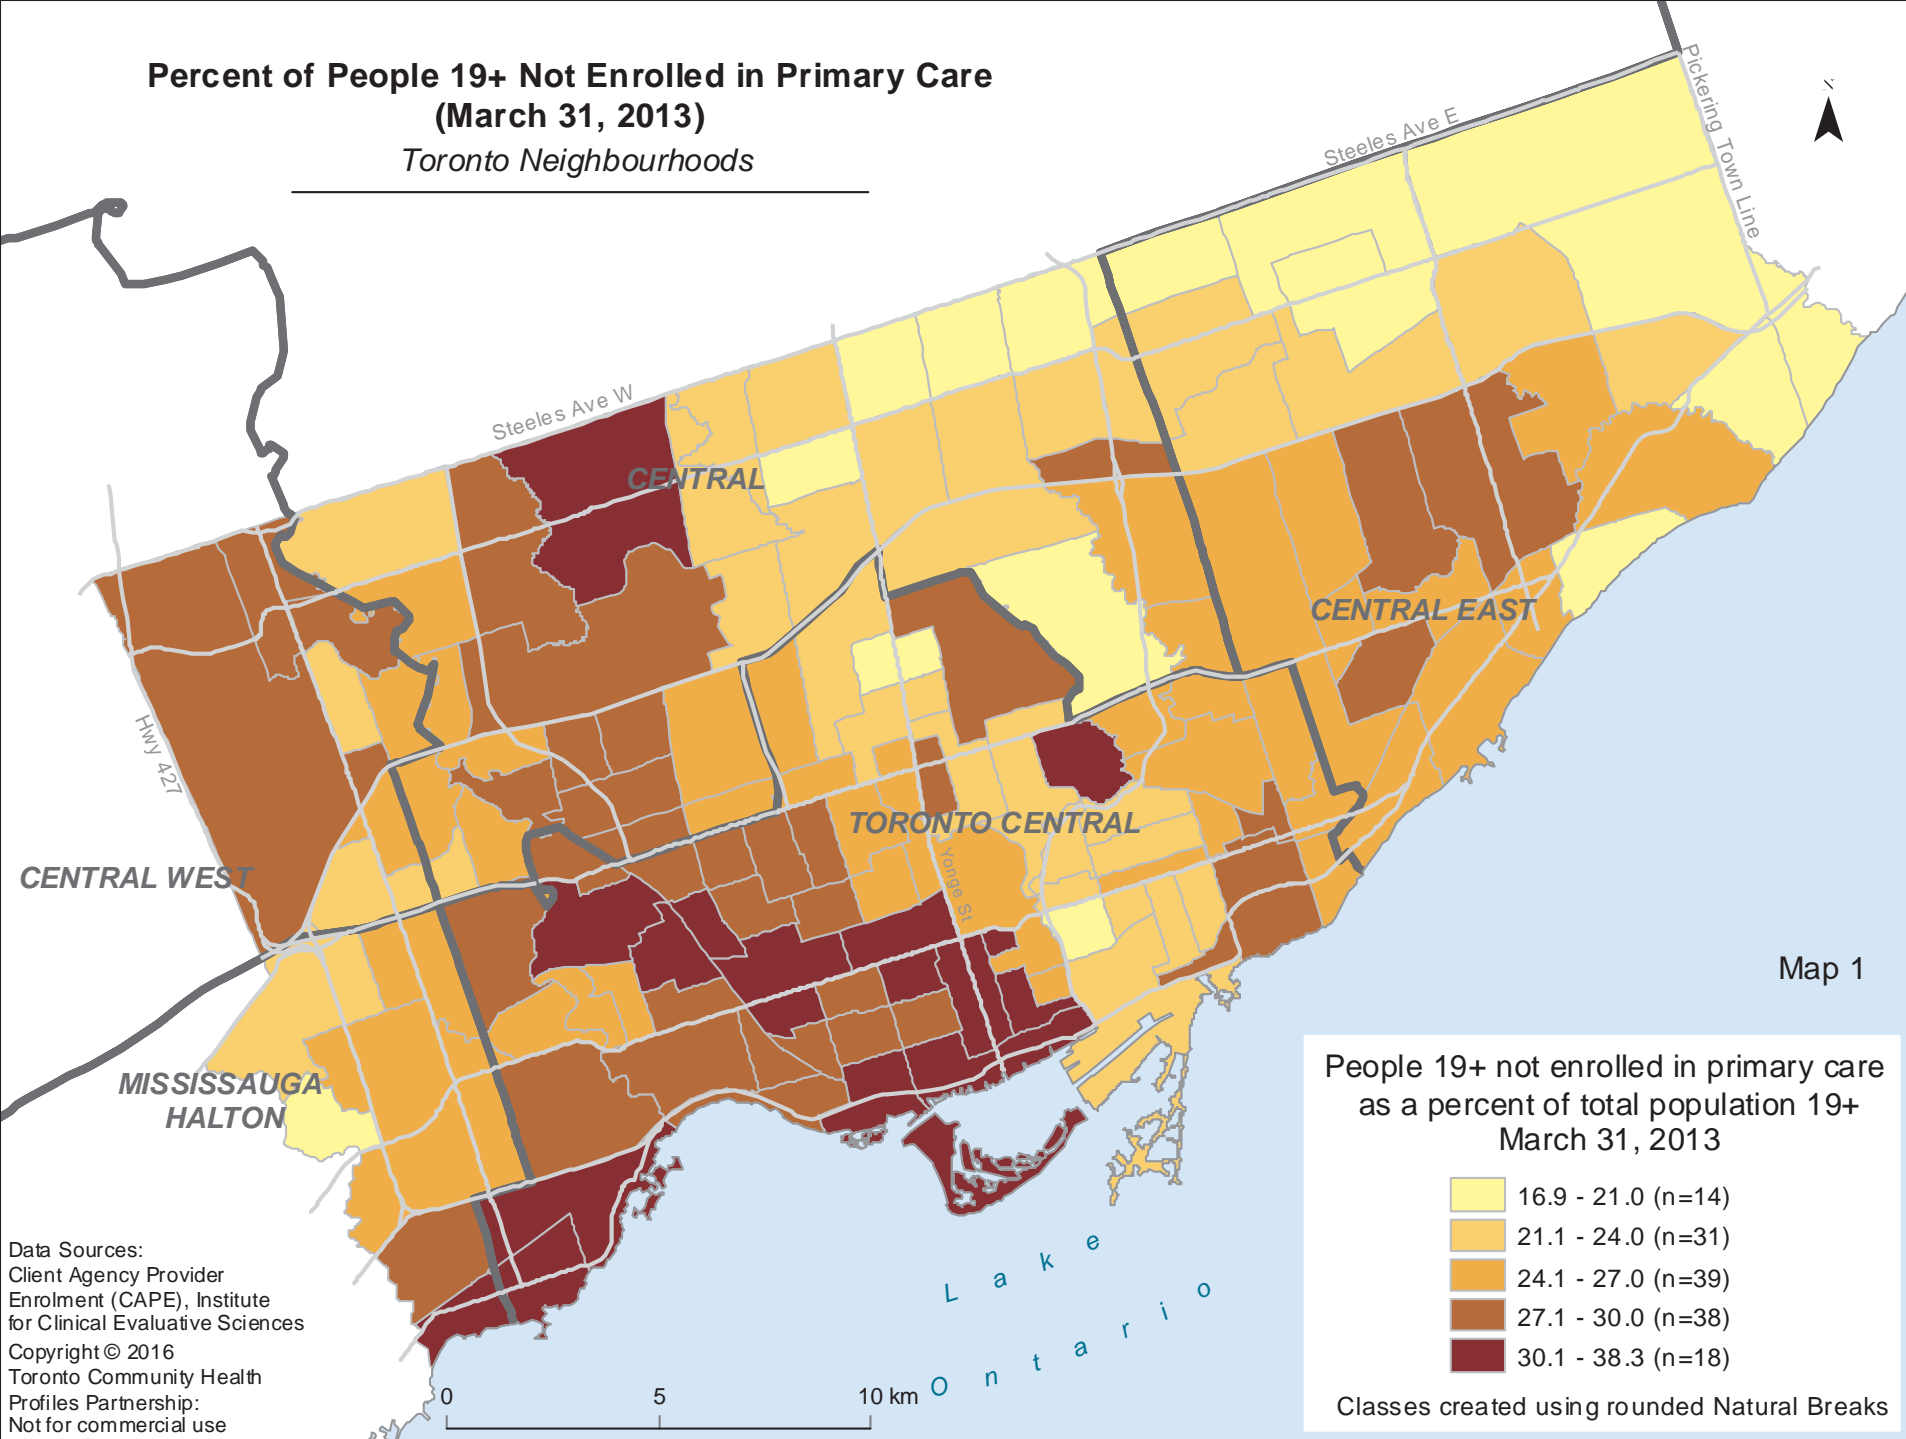 Percent of People 19+ Not Enrolled in Primary Care
(March 31, 2013)
Toronto Neighbourhoods
N
Pickering Town Line
Steeles Ave E
Steeles Ave W
CENTRAL
CENTRAL EAST
Hwy 427
TORONTO CENTRAL
Yonge St
CENTRAL WEST
MISSISSAUGA
HALTON
Map 1
Lake
Ontario
People 19+ not enrolled in primary care
as a percent of total population 19+
March 31, 2013
16.9 - 21.0 (n=14)
21.1 - 24.0 (n=31)
24.1 - 27.0 (n=39)
27.1 - 30.0 (n=38)
30.1 - 38.3 (n=18)
Classes created using rounded Natural Breaks
Data Sources:
Client Agency Provider
Enrolment (CAPE), Institute
for Clinical Evaluative Sciences
Copyright © 2016
Toronto Community Health
Profiles Partnership:
Not for commercial use
0 5 10 km